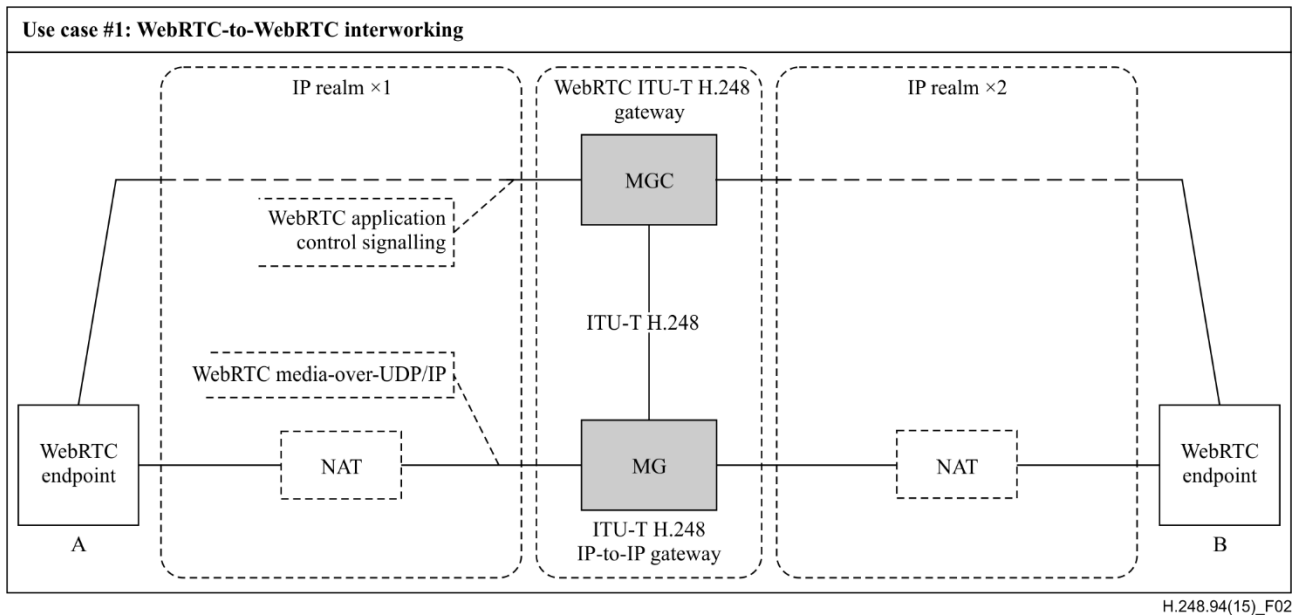 Use case #1: WebRTC-to-WebRTC interworking
IP realm ×1
WebRTC ITU-T H.248
gateway
IP realm ×2
MGC
WebRTC application
control signalling
ITU-T H.248
WebRTC media-over-UDP/IP
WebRTC
endpoint
NAT
MG
NAT
WebRTC
endpoint
A
ITU-T H.248
IP-to-IP gateway
B
H.248.94(15)_F02